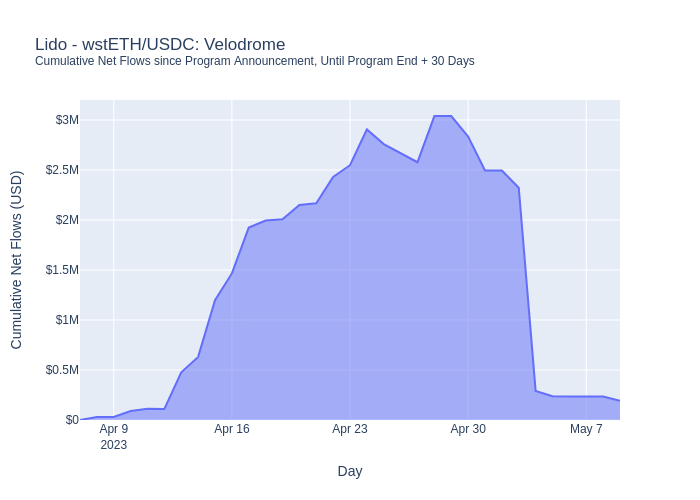 Lido - wstETH/USDC: Velodrome
Cumulative Net Flows since Program Announcement, Until Program End + 30 Days
Cumulative Net Flows (USD)
$3M
$2.5M
$2M
$1.5M
$1M
$0.5M
$0
Apr 9
2023
Apr 16
Apr 23
Apr 30
May 7
Day